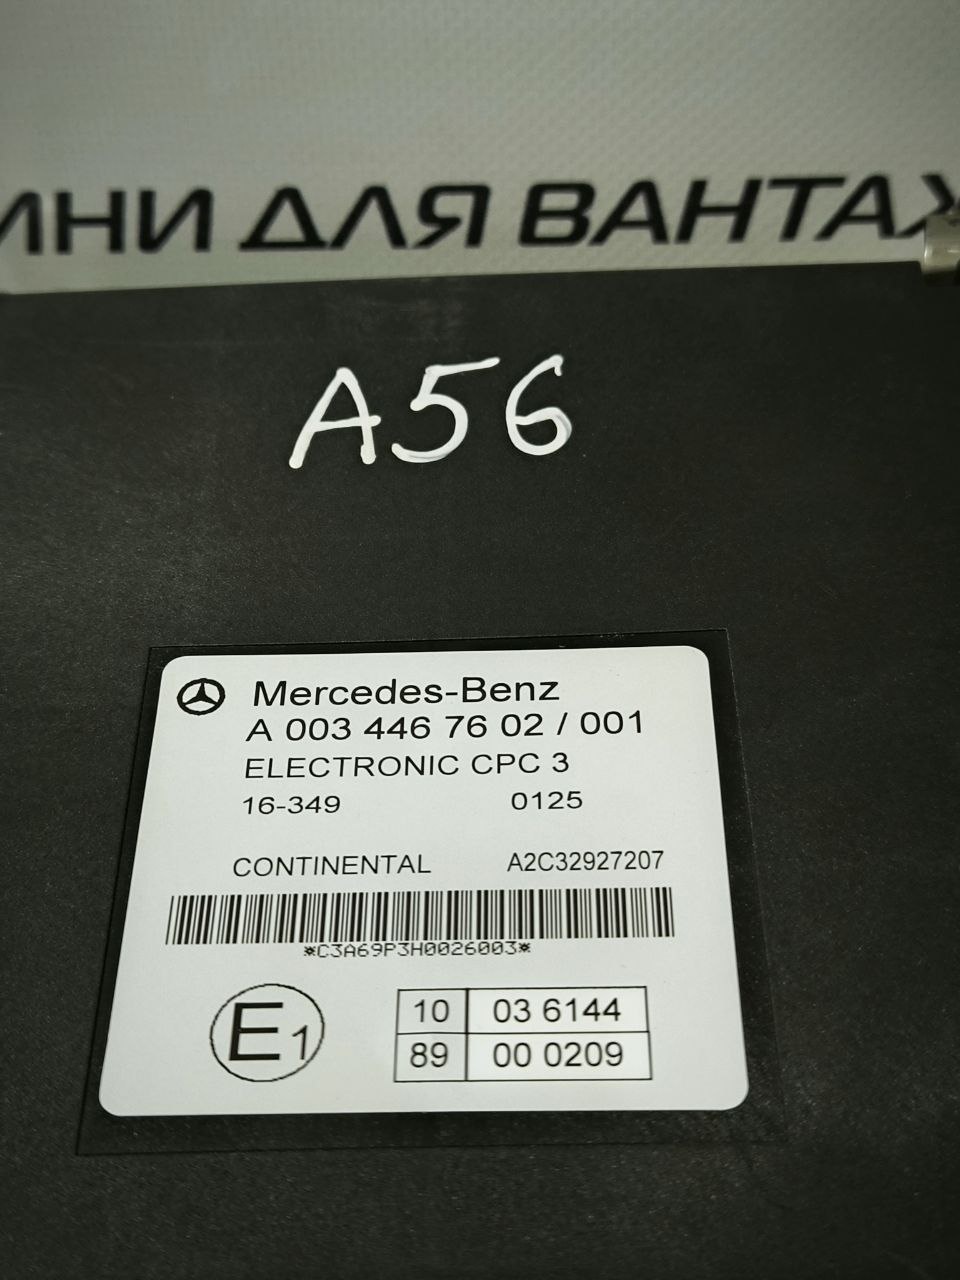 ИНИ ДЛЯ ВАНТАХ
A56
Mercedes-Benz
A 003 446 76 02 / 001
ELECTRONIC CPC 3
16-349 0125
CONTINENTAL A2C32927207
*C3A69P3H0026003*
E1
10 03 6144
89 00 0209